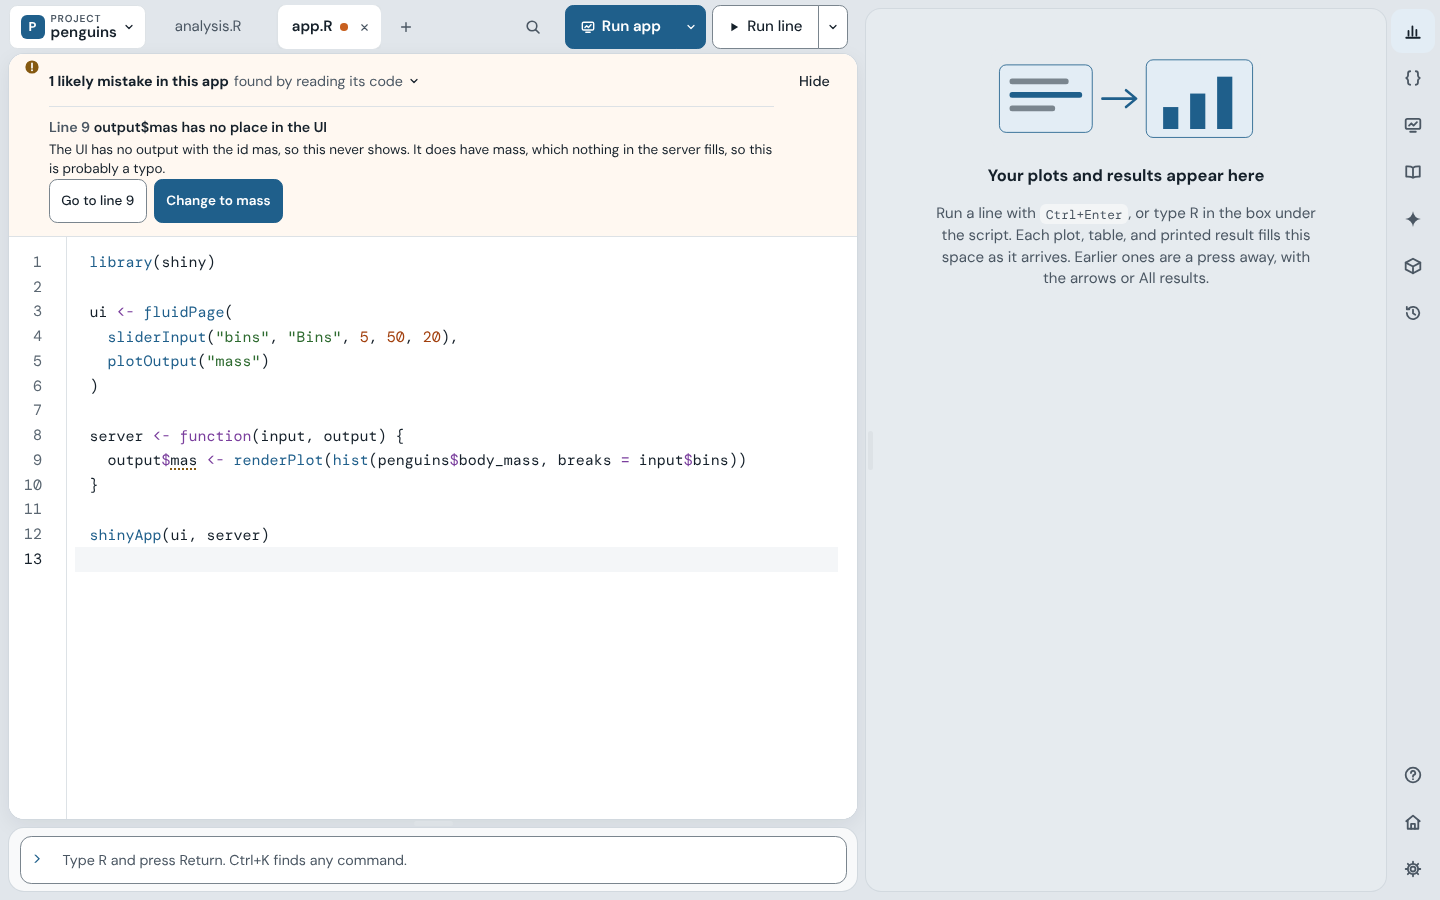 P
PROJECT
penguins
analysis.R
app.R
Run app
Run line
1 likely mistake in this app found by reading its code
Hide
Line 9 output$mas has no place in the UI
The UI has no output with the id mas, so this never shows. It does have mass, which nothing in the server fills, so this
is probably a typo.
Go to line 9
Change to mass
1 library(shiny)
2
3 ui <- fluidPage(
4   sliderInput("bins", "Bins", 5, 50, 20),
5   plotOutput("mass")
6 )
7
8 server <- function(input, output) {
9   output$mas <- renderPlot(hist(penguins$body_mass, breaks = input$bins))
10 }
11
12 shinyApp(ui, server)
13
Type R and press Return. Ctrl+K finds any command.
Your plots and results appear here
Run a line with Ctrl+Enter, or type R in the box under
the script. Each plot, table, and printed result fills this
space as it arrives. Earlier ones are a press away, with
the arrows or All results.